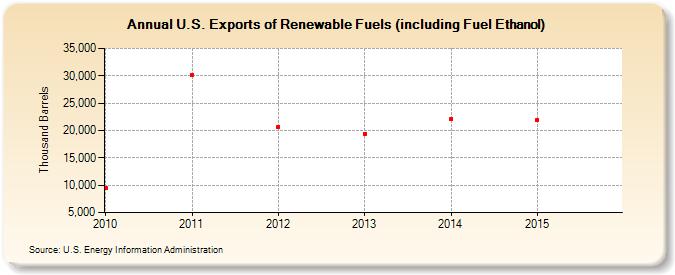 Annual U.S. Exports of Renewable Fuels (including Fuel Ethanol)
Thousand Barrels
35,000
30,000
25,000
20,000
15,000
10,000
5,000
2010 2011 2012 2013 2014 2015
Source: U.S. Energy Information Administration